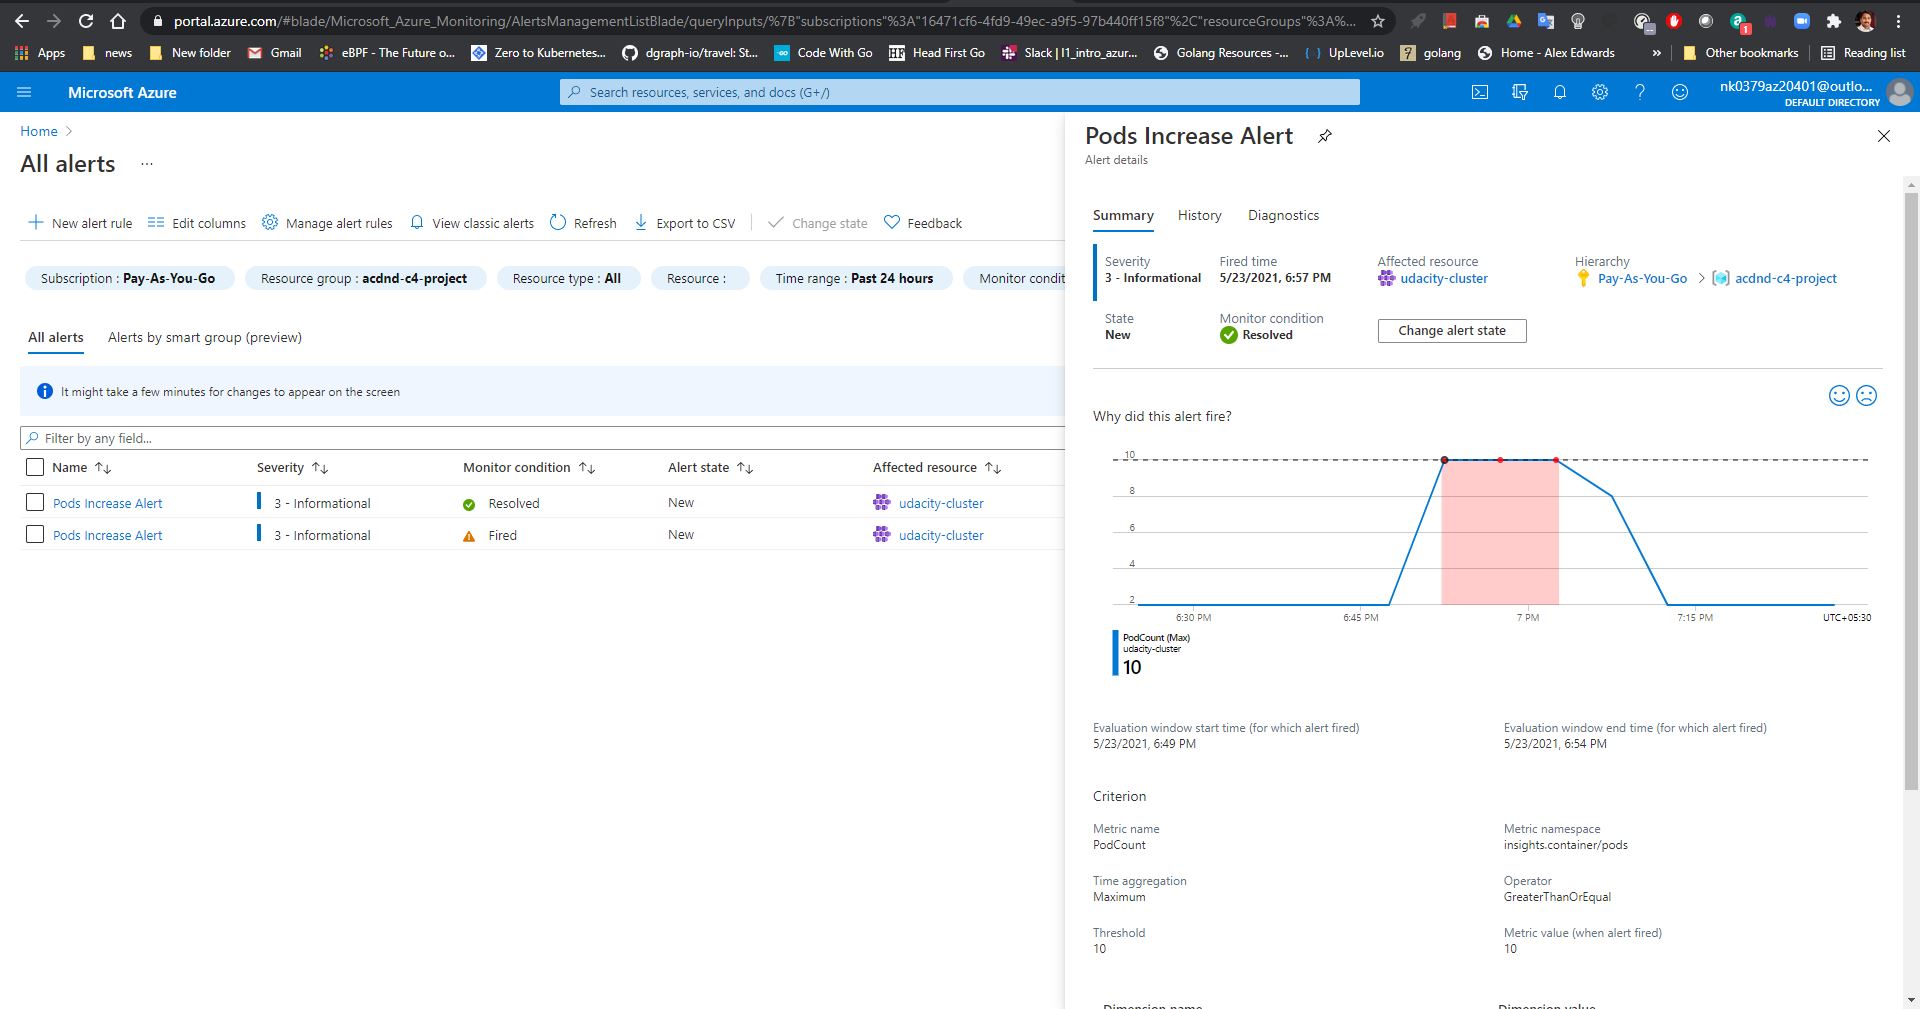 portal.azure.com/#blade/Microsoft_Azure_Monitoring/AlertsManagementListBlade/queryInputs/%7B"subscriptions"%3A"16471cf6-4fd9-49ec-a9f5-97b440ff15f8"%2C"resourceGroups"%3A%...
Apps news New folder Gmail eBPF - The Future o... Zero to Kubernetes... dgraph-io/travel: St... Code With Go Head First Go Slack | l1_intro_azur... Golang Resources -... UpLevel.io golang Home - Alex Edwards » Other bookmarks Reading list
Microsoft Azure
Search resources, services, and docs (G+/)
nk0379az20401@outlo...
DEFAULT DIRECTORY
Home >
All alerts ...
New alert rule Edit columns Manage alert rules View classic alerts Refresh Export to CSV Change state Feedback
Subscription : Pay-As-You-Go Resource group : acdnd-c4-project Resource type : All Resource : Time range : Past 24 hours Monitor condit
All alerts Alerts by smart group (preview)
It might take a few minutes for changes to appear on the screen
Filter by any field...
Name Severity Monitor condition Alert state Affected resource
Pods Increase Alert 3 - Informational Resolved New udacity-cluster
Pods Increase Alert 3 - Informational Fired New udacity-cluster
Pods Increase Alert
Alert details
Summary History Diagnostics
Severity Fired time Affected resource Hierarchy
3 - Informational 5/23/2021, 6:57 PM udacity-cluster Pay-As-You-Go > acdnd-c4-project
State Monitor condition
New Resolved Change alert state
Why did this alert fire?
10
8
6
4
2
6:30 PM 6:45 PM 7 PM 7:15 PM UTC+05:30
PodCount (Max)
udacity-cluster
10
Evaluation window start time (for which alert fired) Evaluation window end time (for which alert fired)
5/23/2021, 6:49 PM 5/23/2021, 6:54 PM
Criterion
Metric name Metric namespace
PodCount insights.container/pods
Time aggregation Operator
Maximum GreaterThanOrEqual
Threshold Metric value (when alert fired)
10 10
Dimension name Dimension value